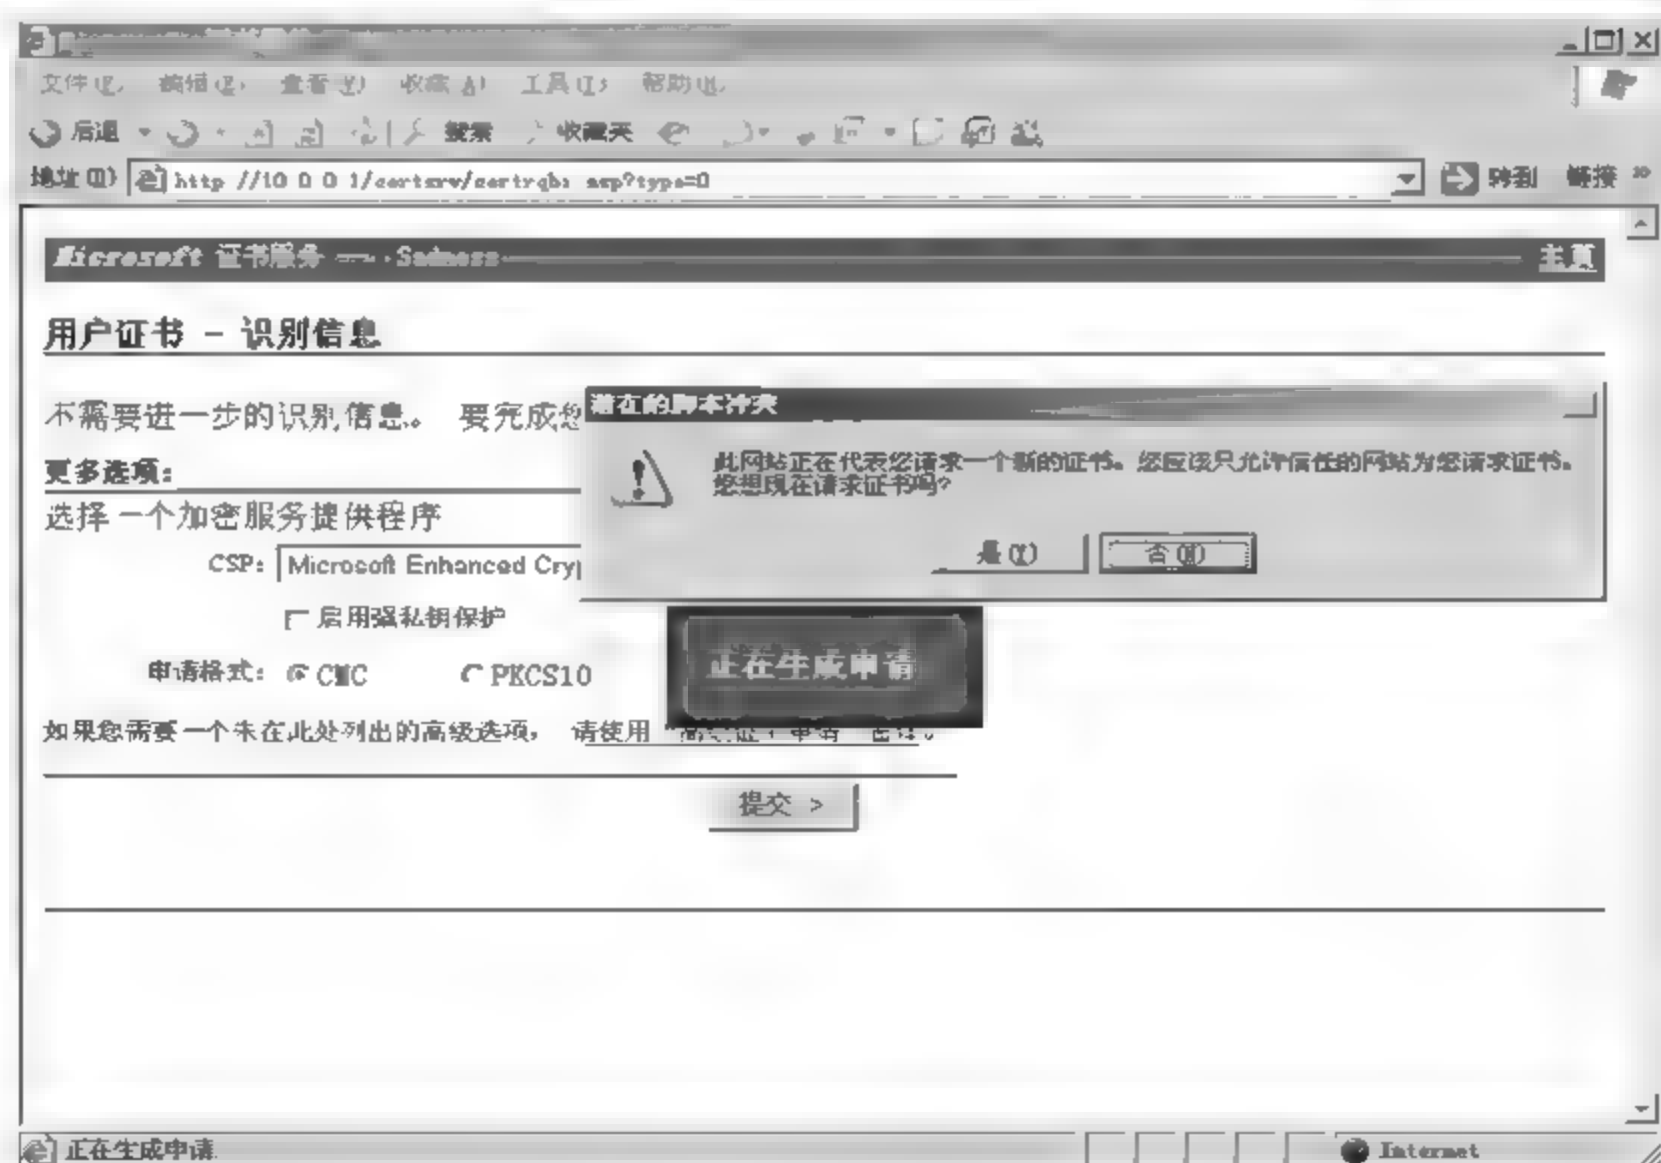 文件(F) 编辑(E) 查看(V) 收藏(A) 工具(T) 帮助(H)
后退 搜索 收藏夹
地址(D) http //10 0 0 1/certsrv/certrqbi asp?type=0 转到 链接 »
Microsoft 证书服务 -- Sadness 主页
用户证书 - 识别信息
不需要进一步的识别信息。 要完成您
潜在的脚本冲突
此网站正在代表您请求一个新的证书。您应该只允许信任的网站为您请求证书。
您想现在请求证书吗?
是(Y) 否(N)
更多选项:
选择一个加密服务提供程序
CSP: Microsoft Enhanced Cry
启用强私钥保护
正在生成申请
申请格式: CMC PKCS10
如果您需要一个未在此处列出的高级选项, 请使用
提交 >
正在生成申请 Internet